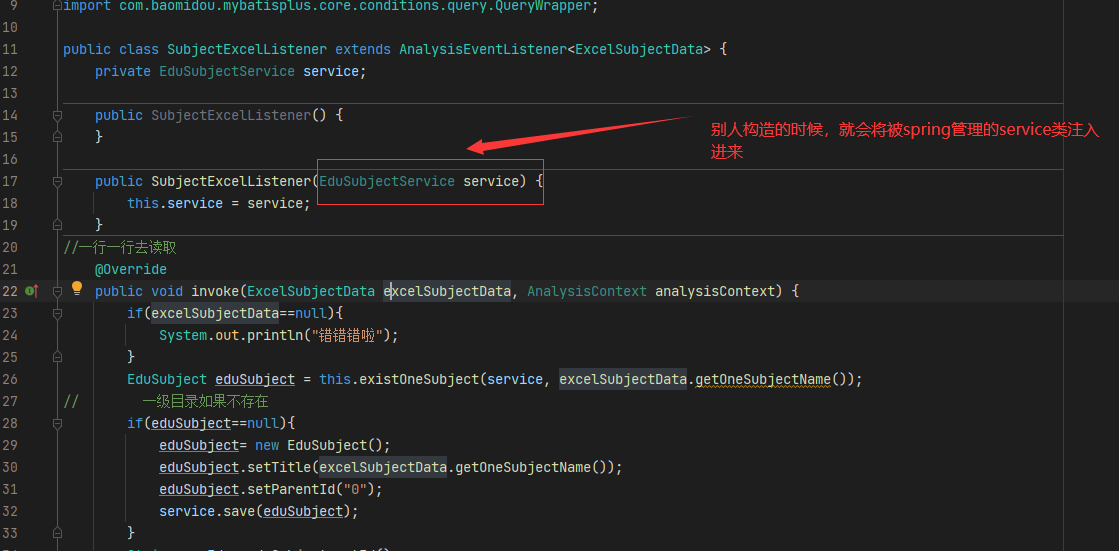 9 import com.baomidou.mybatisplus.core.conditions.query.QueryWrapper;
10
11 public class SubjectExcelListener extends AnalysisEventListener<ExcelSubjectData> {
12 private EduSubjectService service;
13
14 public SubjectExcelListener() {
15 }
16
别人构造的时候，就会将被spring管理的service类注入
进来
17 public SubjectExcelListener(EduSubjectService service) {
18 this.service = service;
19 }
20 //一行一行去读取
21 @Override
22 public void invoke(ExcelSubjectData excelSubjectData, AnalysisContext analysisContext) {
23 if(excelSubjectData==null){
24 System.out.println("错错错啦");
25 }
26 EduSubject eduSubject = this.existOneSubject(service, excelSubjectData.getOneSubjectName());
27 // 一级目录如果不存在
28 if(eduSubject==null){
29 eduSubject= new EduSubject();
30 eduSubject.setTitle(excelSubjectData.getOneSubjectName());
31 eduSubject.setParentId("0");
32 service.save(eduSubject);
33 }